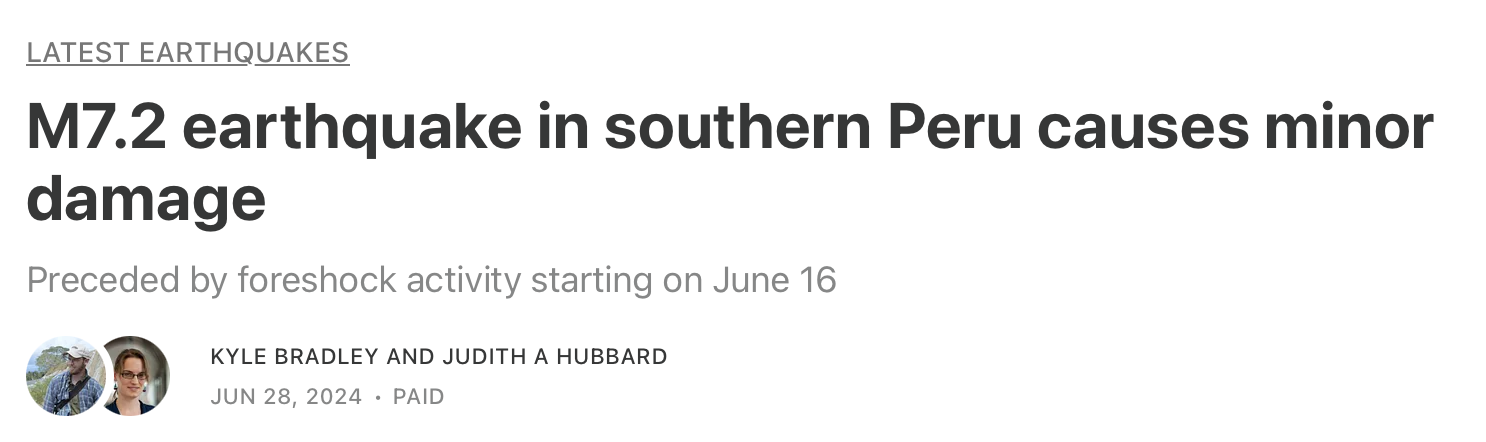 LATEST EARTHQUAKES
M7.2 earthquake in southern Peru causes minor
damage
Preceded by foreshock activity starting on June 16
KYLE BRADLEY AND JUDITH A HUBBARD
JUN 28, 2024 • PAID